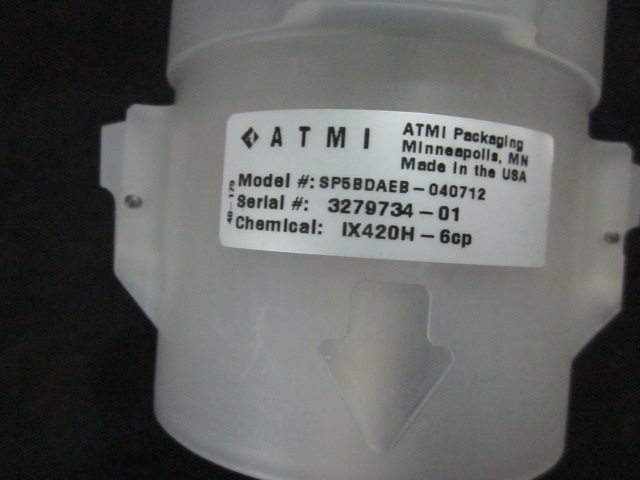 ATMI
ATMI Packaging
Minneapolis, MN
Made in the USA
Model #: SP5BDAEB-040712
Serial #: 3279734-01
Chemical: IX420H-6cp